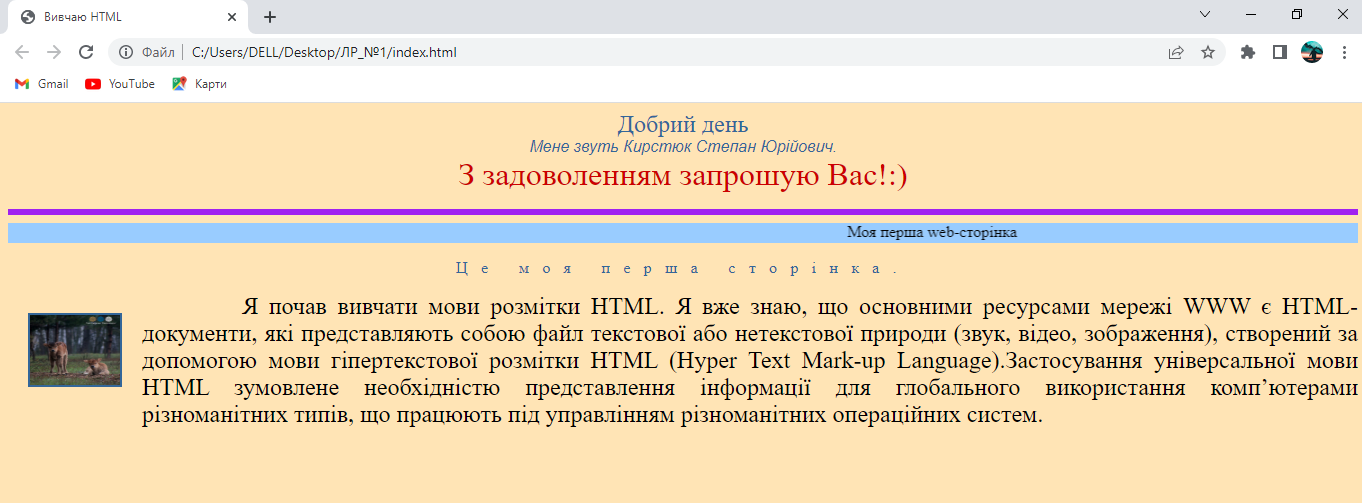 Вивчаю HTML
Файл | C:/Users/DELL/Desktop/ЛР_№1/index.html
Gmail YouTube Карти
Добрий день
Мене звуть Кирстюк Степан Юрійович.
З задоволенням запрошую Вас!:)
Моя перша web-сторінка
Це моя перша сторінка.
Я почав вивчати мови розмітки HTML. Я вже знаю, що основними ресурсами мережі WWW є HTML-
документи, які представляють собою файл текстової або нетекстової природи (звук, відео, зображення), створений за
допомогою мови гіпертекстової розмітки HTML (Hyper Text Mark-up Language).Застосування універсальної мови
HTML зумовлене необхідністю представлення інформації для глобального використання комп’ютерами
різноманітних типів, що працюють під управлінням різноманітних операційних систем.